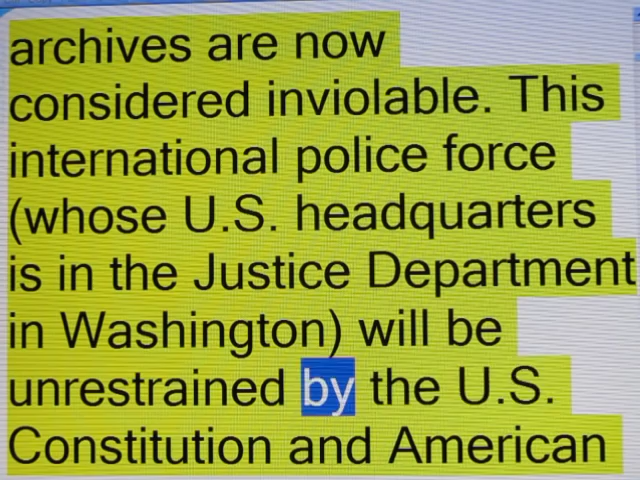 archives are now
considered inviolable. This
international police force
(whose U.S. headquarters
is in the Justice Department
in Washington) will be
unrestrained by the U.S.
Constitution and American